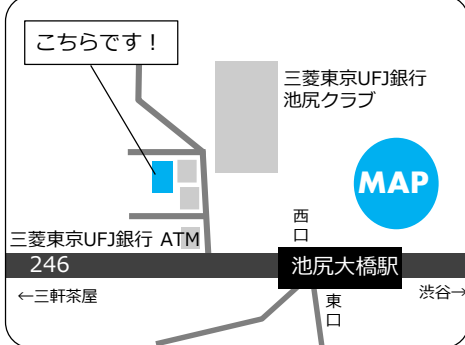 こちらです！
三菱東京UFJ銀行
池尻クラブ
MAP
西口
三菱東京UFJ銀行 ATM
246
池尻大橋駅
←三軒茶屋
東口
渋谷→